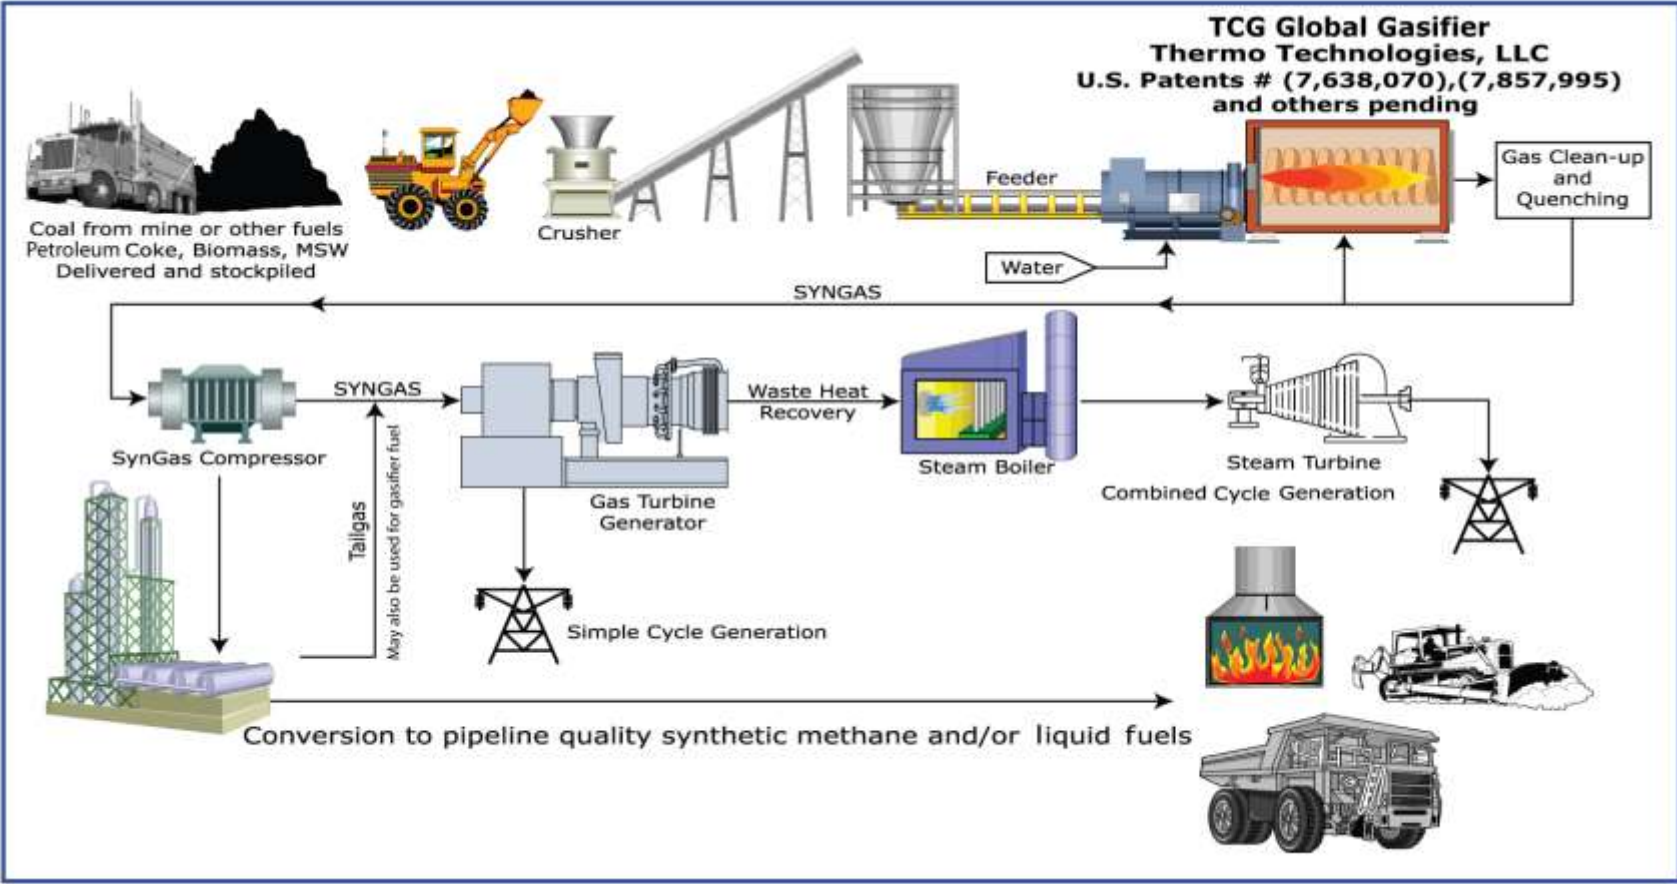 TCG Global Gasifier
Thermo Technologies, LLC
U.S. Patents # (7,638,070),(7,857,995)
and others pending
Coal from mine or other fuels
Petroleum Coke, Biomass, MSW
Delivered and stockpiled
Crusher
Feeder
Gas Clean-up
and
Quenching
Water
SYNGAS
SynGas Compressor
SYNGAS
Tailgas
May also be used for gasifier fuel
Gas Turbine
Generator
Waste Heat
Recovery
Steam Boiler
Steam Turbine
Combined Cycle Generation
Simple Cycle Generation
Conversion to pipeline quality synthetic methane and/or liquid fuels